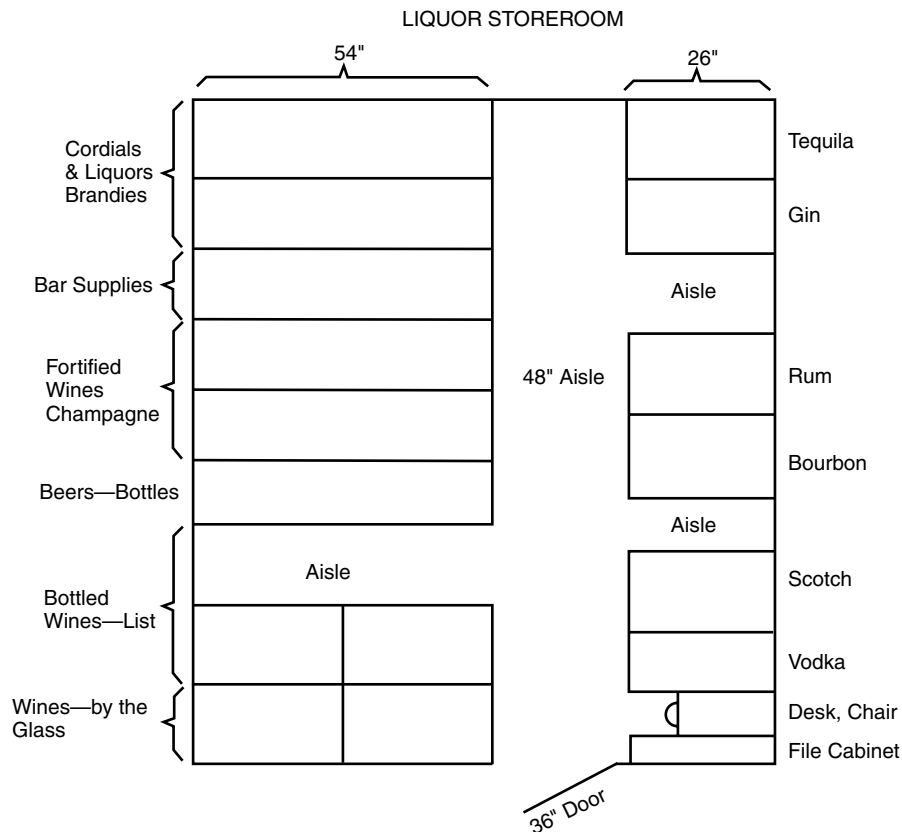 LIQUOR STOREROOM
54"
26"
Cordials
& Liquors
Brandies
Bar Supplies
Fortified
Wines
Champagne
Beers—Bottles
Bottled
Wines—List
Wines—by the
Glass
Aisle
48" Aisle
Tequila
Gin
Aisle
Rum
Bourbon
Aisle
Scotch
Vodka
Desk, Chair
File Cabinet
36" Door